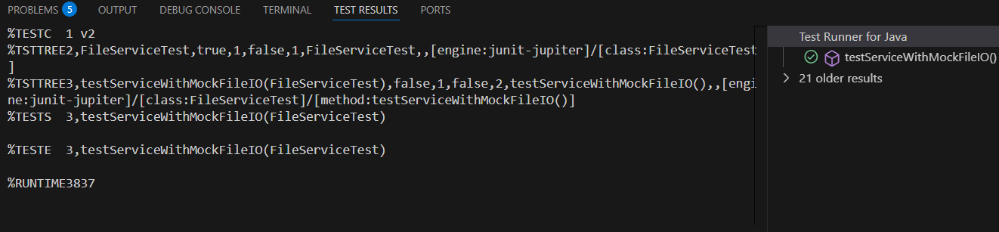 PROBLEMS 5 OUTPUT DEBUG CONSOLE TERMINAL TEST RESULTS PORTS
%TESTC  1 v2
%TSTTREE2,FileServiceTest,true,1,false,1,FileServiceTest,,[engine:junit-jupiter]/[class:FileServiceTest
]
%TSTTREE3,testServiceWithMockFileIO(FileServiceTest),false,1,false,2,testServiceWithMockFileIO(),,[engi
ne:junit-jupiter]/[class:FileServiceTest]/[method:testServiceWithMockFileIO()]
%TESTS  3,testServiceWithMockFileIO(FileServiceTest)
%TESTE  3,testServiceWithMockFileIO(FileServiceTest)
%RUNTIME3837
Test Runner for Java
testServiceWithMockFileIO()
21 older results